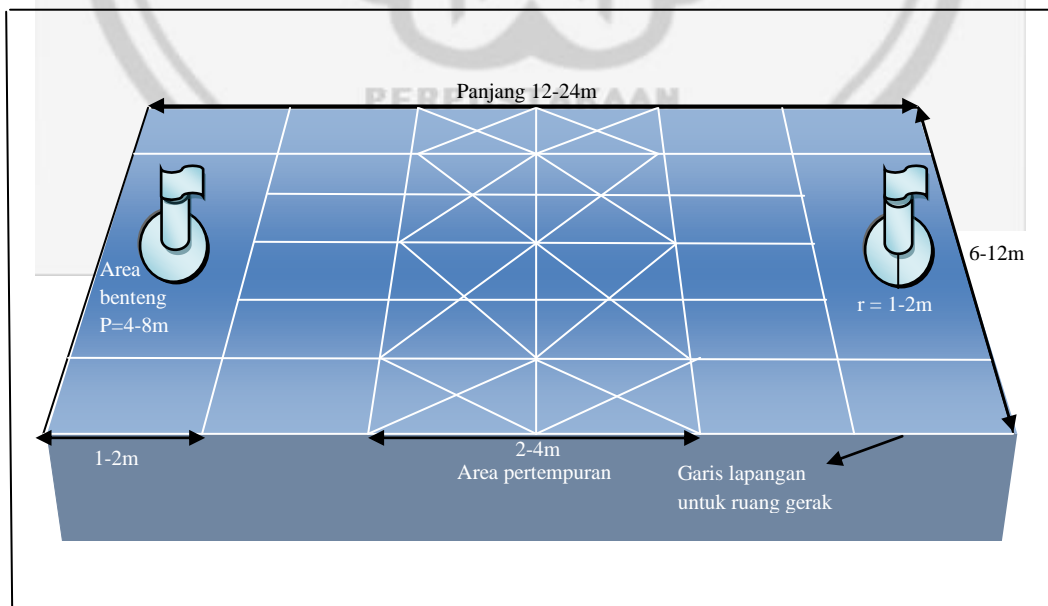 PERPUSTAKAAN
Panjang 12-24m
6-12m
Area
benteng
P=4-8m
r = 1-2m
1-2m
2-4m
Area pertempuran
Garis lapangan
untuk ruang gerak